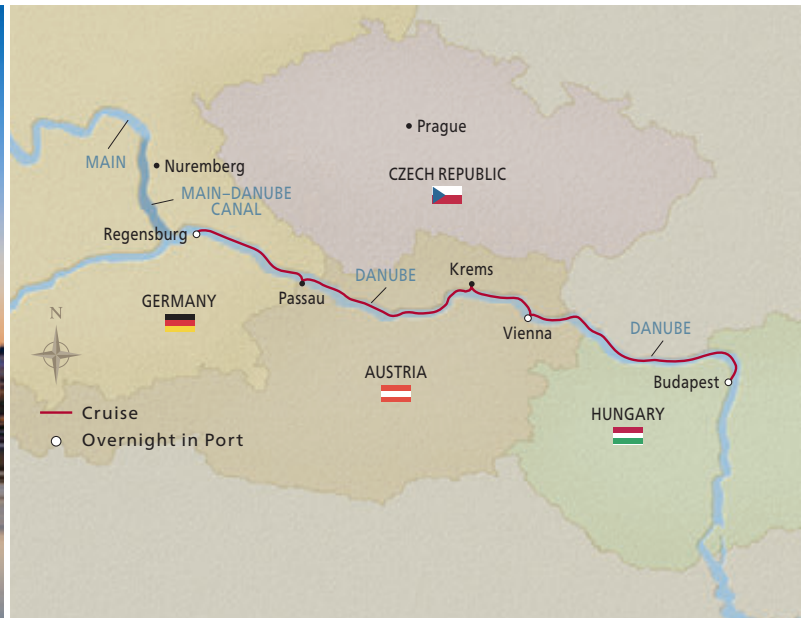 Prague
MAIN
Nuremberg
CZECH REPUBLIC
MAIN–DANUBE
CANAL
Regensburg
DANUBE
Krems
GERMANY
Passau
N
Vienna
DANUBE
AUSTRIA
Budapest
HUNGARY
Cruise
Overnight in Port